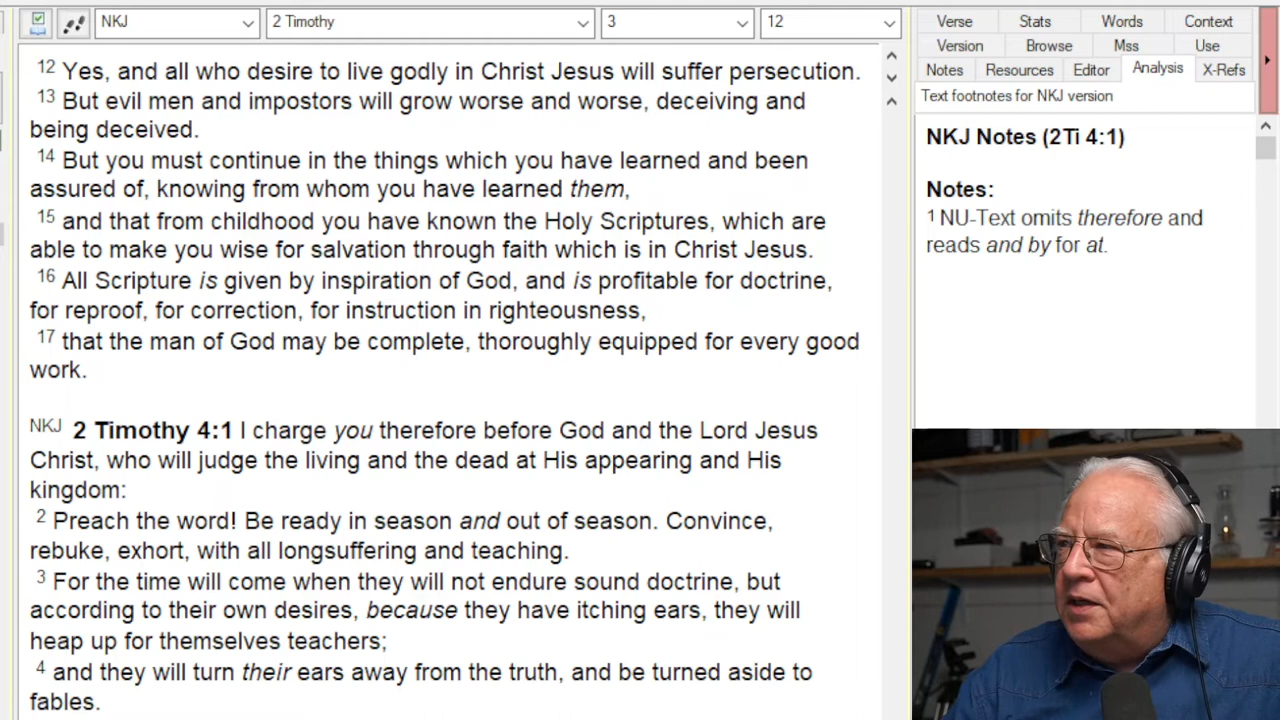 NKJ 2 Timothy 3 12
12 Yes, and all who desire to live godly in Christ Jesus will suffer persecution.
13 But evil men and impostors will grow worse and worse, deceiving and
being deceived.
14 But you must continue in the things which you have learned and been
assured of, knowing from whom you have learned them,
15 and that from childhood you have known the Holy Scriptures, which are
able to make you wise for salvation through faith which is in Christ Jesus.
16 All Scripture is given by inspiration of God, and is profitable for doctrine,
for reproof, for correction, for instruction in righteousness,
17 that the man of God may be complete, thoroughly equipped for every good
work.
NKJ 2 Timothy 4:1 I charge you therefore before God and the Lord Jesus
Christ, who will judge the living and the dead at His appearing and His
kingdom:
2 Preach the word! Be ready in season and out of season. Convince,
rebuke, exhort, with all longsuffering and teaching.
3 For the time will come when they will not endure sound doctrine, but
according to their own desires, because they have itching ears, they will
heap up for themselves teachers;
4 and they will turn their ears away from the truth, and be turned aside to
fables.
Verse Stats Words Context
Version Browse Mss Use
Notes Resources Editor Analysis X-Refs
Text footnotes for NKJ version
NKJ Notes (2Ti 4:1)
Notes:
1 NU-Text omits therefore and
reads and by for at.